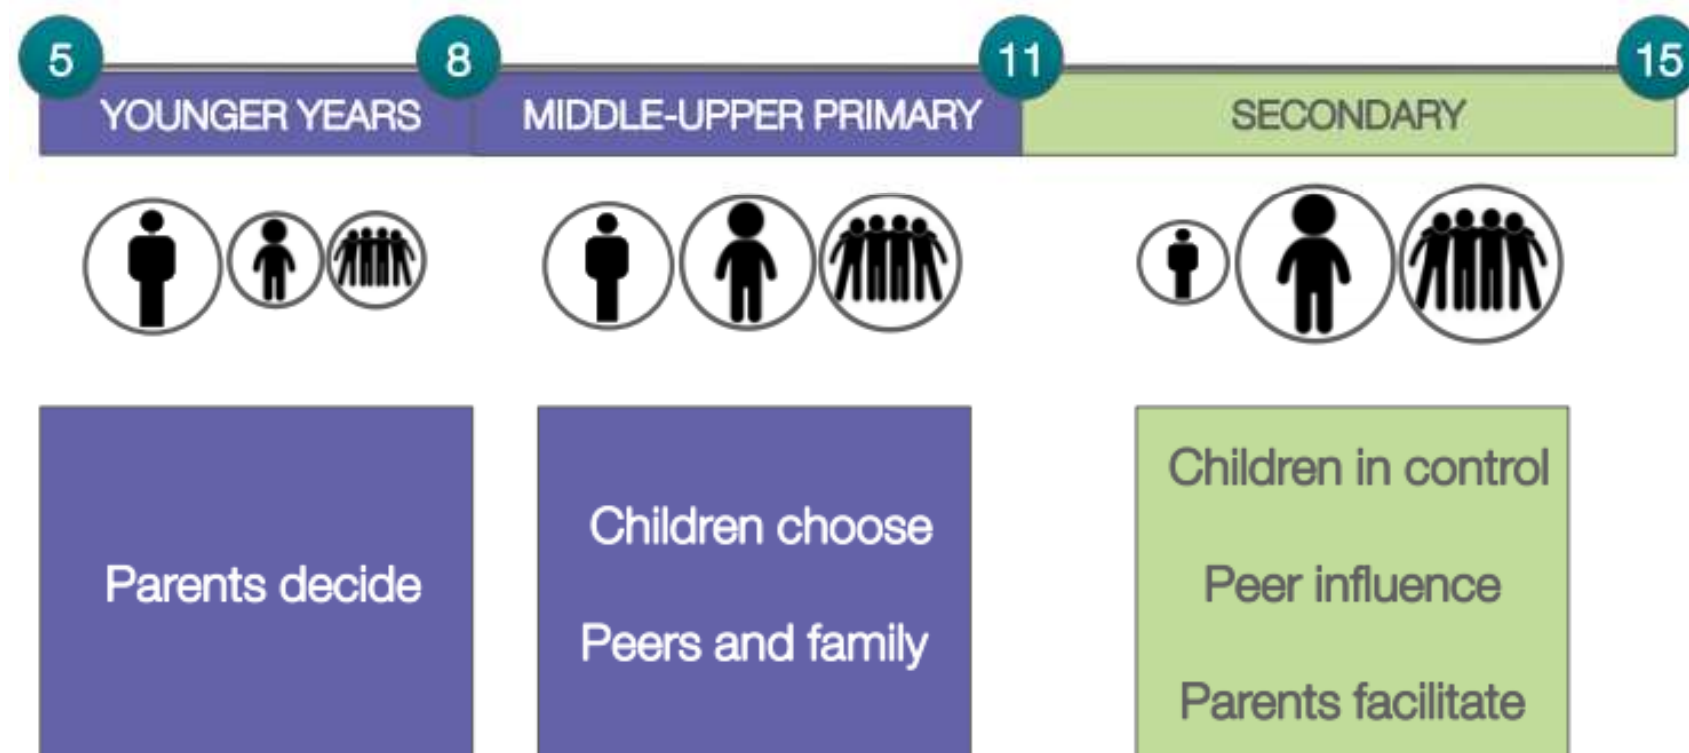 5
8
11
15
YOUNGER YEARS
MIDDLE-UPPER PRIMARY
SECONDARY
Parents decide
Children choose
Peers and family
Children in control
Peer influence
Parents facilitate